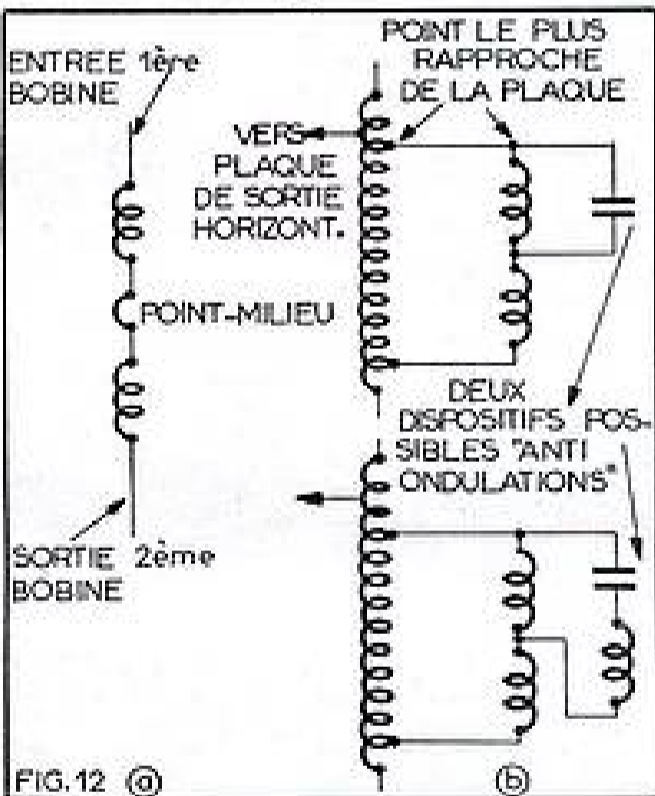 ENTREE 1ère
BOBINE
POINT-MILIEU
SORTIE 2ème
BOBINE
POINT LE PLUS
RAPPROCHE
DE LA PLAQUE
VERS
PLAQUE
DE SORTIE
HORIZONT.
DEUX
DISPOSITIFS POS-
SIBLES "ANTI
ONDULATIONS"
FIG.12 (a)
(b)